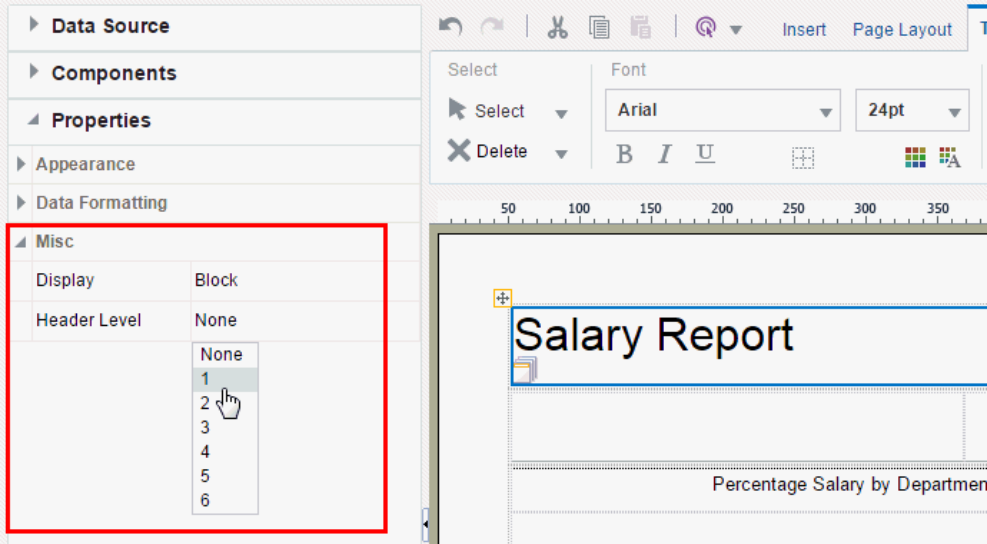 Data Source
Components
Properties
Appearance
Data Formatting
Misc
Display Block
Header Level None
None
1
2
3
4
5
6
Insert Page Layout T
Select Font
Select Arial 24pt
Delete B I U A
50 100 150 200 250 300 350
Salary Report
Percentage Salary by Departmen